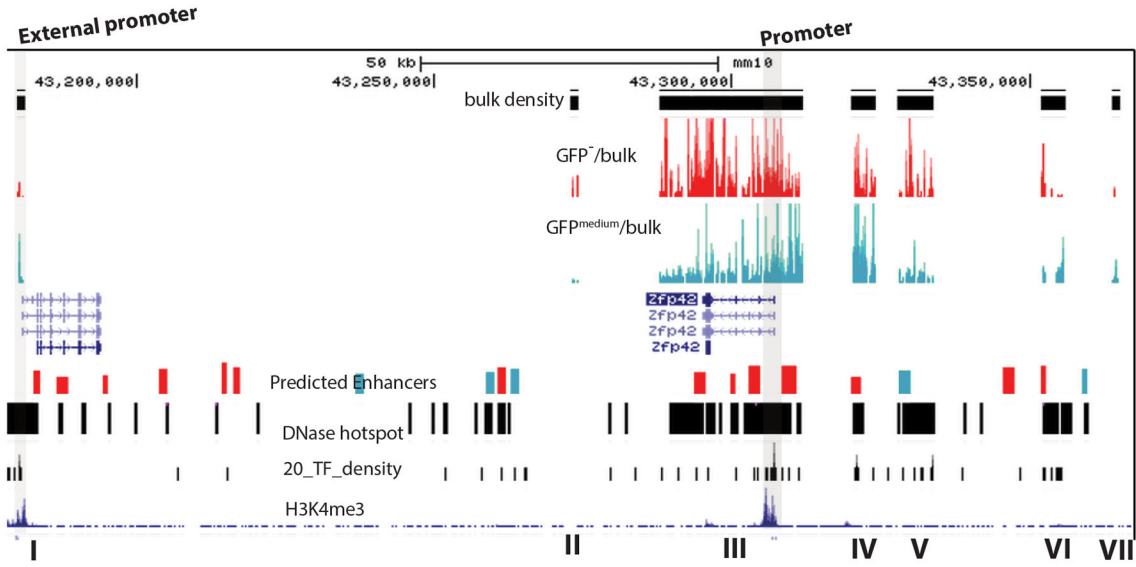 External promoter
Promoter
50 kb mm10
43,200,000 43,250,000 43,300,000 43,350,000
bulk density
GFP⁻/bulk
GFPmedium/bulk
Zfp42
Zfp42
Zfp42
Zfp42
Predicted Enhancers
DNase hotspot
20_TF_density
H3K4me3
I II III IV V VI VII